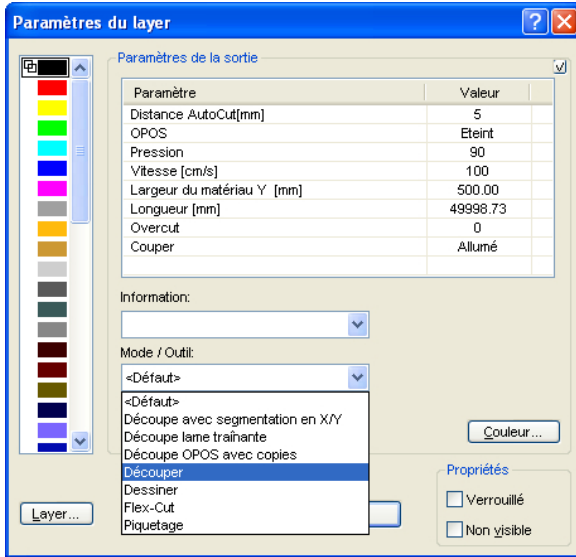 Paramètres du layer
Paramètres de la sortie
Paramètre Valeur
Distance AutoCut[mm] 5
OPOS Eteint
Pression 90
Vitesse [cm/s] 100
Largeur du matériau Y [mm] 500.00
Longueur [mm] 49998.73
Overcut 0
Couper Allumé
Information:
Mode / Outil:
<Défaut>
<Défaut>
Découpe avec segmentation en X/Y
Découpe lame traînante
Découpe OPOS avec copies
Découper
Dessiner
Flex-Cut
Piquetage
Couleur...
Propriétés
Verrouillé
Non visible
Layer...